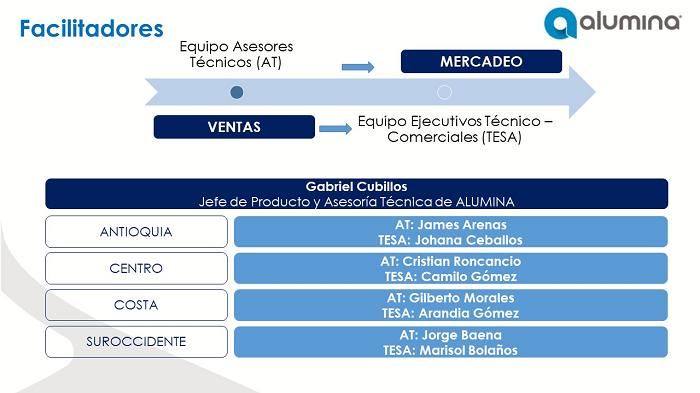 Facilitadores
alumina
Equipo Asesores
Técnicos (AT)
MERCADEO
VENTAS
Equipo Ejecutivos Técnico –
Comerciales (TESA)
Gabriel Cubillos
Jefe de Producto y Asesoría Técnica de ALUMINA
ANTIOQUIA
AT: James Arenas
TESA: Johana Ceballos
CENTRO
AT: Cristian Roncancio
TESA: Camilo Gómez
COSTA
AT: Gilberto Morales
TESA: Arandia Gómez
SUROCCIDENTE
AT: Jorge Baena
TESA: Marisol Bolaños